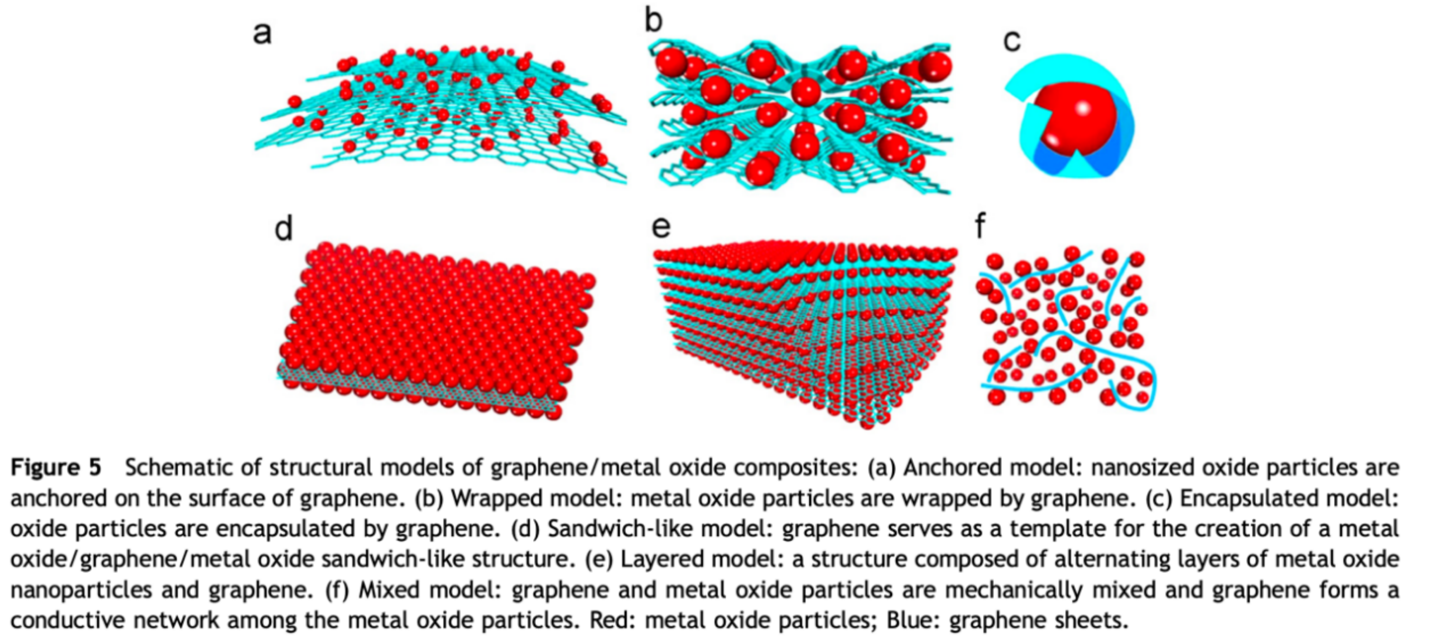 a
b
c
d
e
f
Figure 5 Schematic of structural models of graphene/metal oxide composites: (a) Anchored model: nanosized oxide particles are
anchored on the surface of graphene. (b) Wrapped model: metal oxide particles are wrapped by graphene. (c) Encapsulated model:
oxide particles are encapsulated by graphene. (d) Sandwich-like model: graphene serves as a template for the creation of a metal
oxide/graphene/metal oxide sandwich-like structure. (e) Layered model: a structure composed of alternating layers of metal oxide
nanoparticles and graphene. (f) Mixed model: graphene and metal oxide particles are mechanically mixed and graphene forms a
conductive network among the metal oxide particles. Red: metal oxide particles; Blue: graphene sheets.